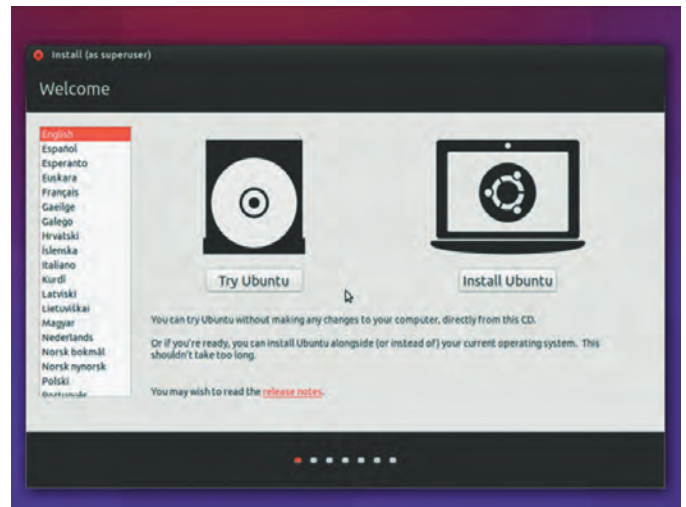 Install (as superuser)
Welcome
English
Español
Esperanto
Euskara
Français
Gaeilge
Galego
Hrvatski
Íslenska
Italiano
Kurdî
Latviski
Lietuviškai
Magyar
Nederlands
Norsk bokmål
Norsk nynorsk
Polski
Try Ubuntu
Install Ubuntu
You can try Ubuntu without making any changes to your computer, directly from this CD.
Or if you're ready, you can install Ubuntu alongside (or instead of) your current operating system. This
shouldn't take too long.
You may wish to read the release notes.